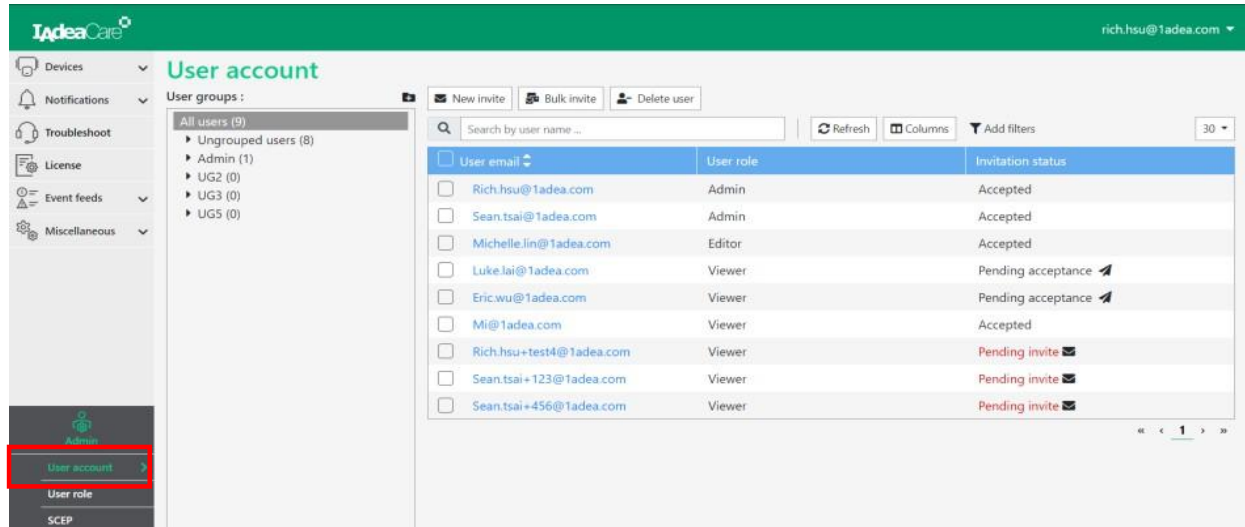 IAdeaCare
rich.hsu@1adea.com
Devices
Notifications
Troubleshoot
License
Event feeds
Miscellaneous
Admin
User account
User role
SCEP
User account
User groups :
All users (9)
Ungrouped users (8)
Admin (1)
UG2 (0)
UG3 (0)
UG5 (0)
New invite Bulk invite Delete user
Search by user name ... Refresh Columns Add filters 30
User email User role Invitation status
Rich.hsu@1adea.com Admin Accepted
Sean.tsai@1adea.com Admin Accepted
Michelle.lin@1adea.com Editor Accepted
Luke.lai@1adea.com Viewer Pending acceptance
Eric.wu@1adea.com Viewer Pending acceptance
Mi@1adea.com Viewer Accepted
Rich.hsu+test4@1adea.com Viewer Pending invite
Sean.tsai+123@1adea.com Viewer Pending invite
Sean.tsai+456@1adea.com Viewer Pending invite
« ‹ 1 › »